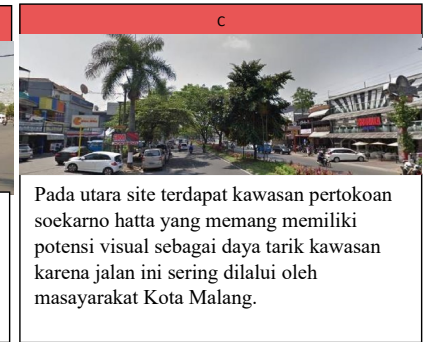 C
Pada utara site terdapat kawasan pertokoan
soekarno hatta yang memang memiliki
potensi visual sebagai daya tarik kawasan
karena jalan ini sering dilalui oleh
masayarakat Kota Malang.